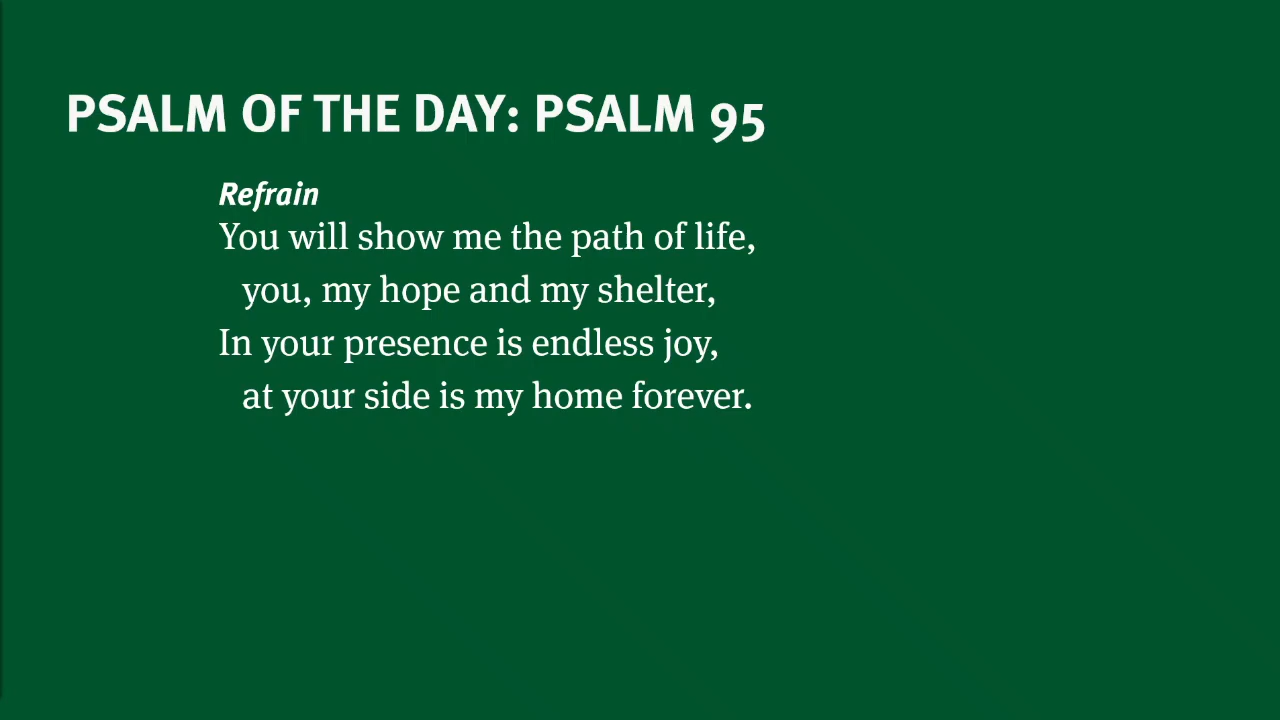 PSALM OF THE DAY: PSALM 95
Refrain
You will show me the path of life,
you, my hope and my shelter,
In your presence is endless joy,
at your side is my home forever.